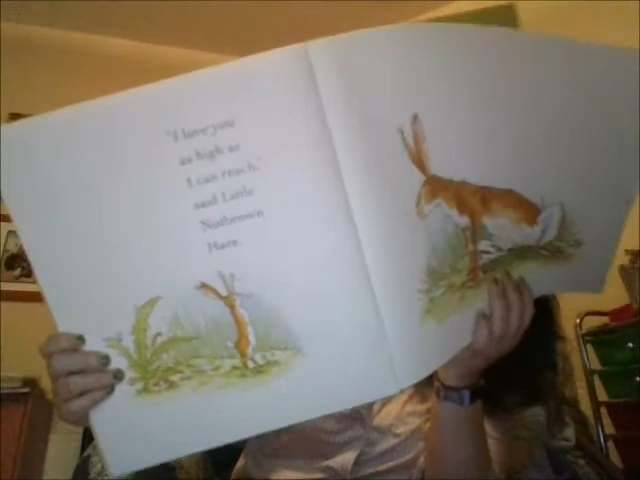 "I love you
as high as
I can reach,"
said Little
Nutbrown
Hare.